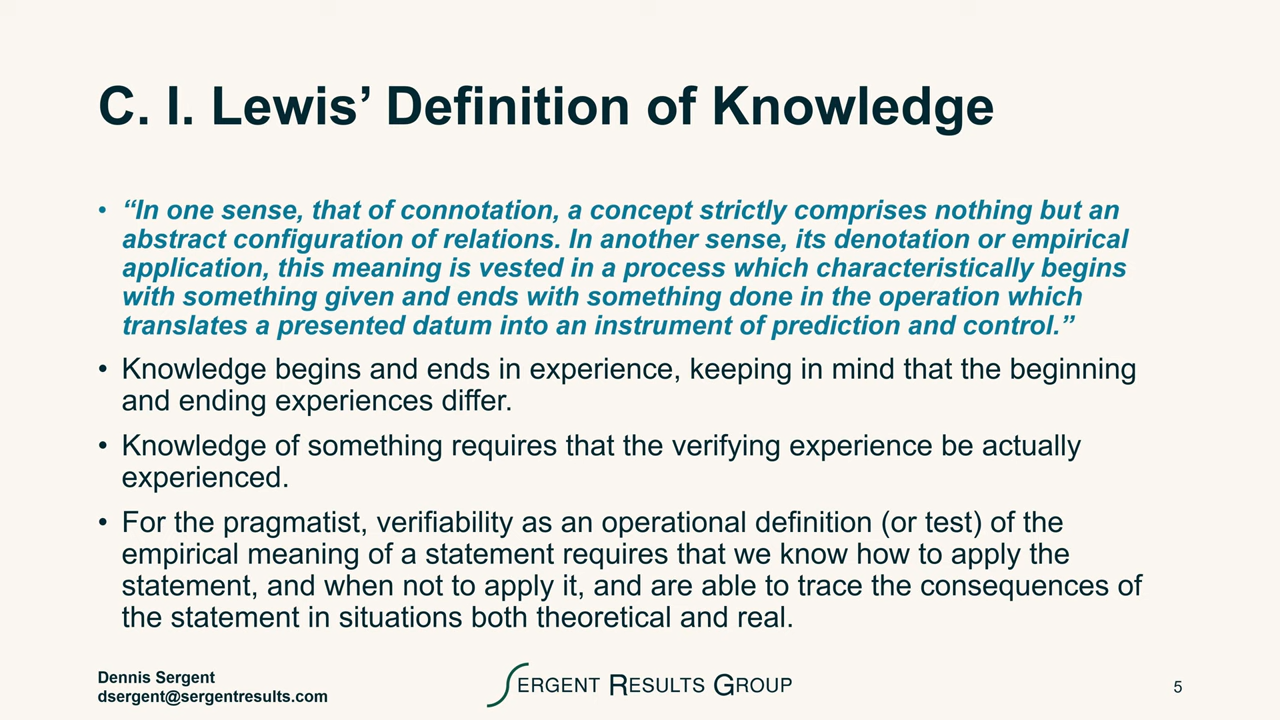 C. I. Lewis’ Definition of Knowledge
• “In one sense, that of connotation, a concept strictly comprises nothing but an
abstract configuration of relations. In another sense, its denotation or empirical
application, this meaning is vested in a process which characteristically begins
with something given and ends with something done in the operation which
translates a presented datum into an instrument of prediction and control.”
• Knowledge begins and ends in experience, keeping in mind that the beginning
and ending experiences differ.
• Knowledge of something requires that the verifying experience be actually
experienced.
• For the pragmatist, verifiability as an operational definition (or test) of the
empirical meaning of a statement requires that we know how to apply the
statement, and when not to apply it, and are able to trace the consequences of
the statement in situations both theoretical and real.
Dennis Sergent
dsergent@sergentresults.com
SERGENT RESULTS GROUP
5